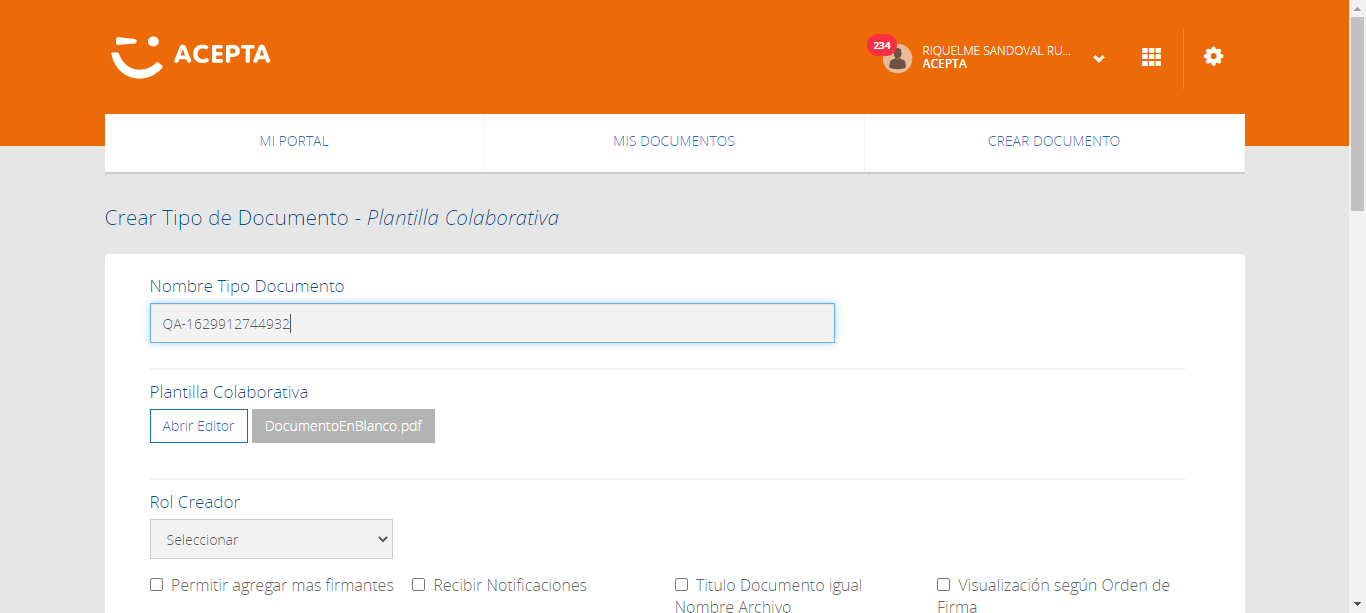 ACEPTA
234
RIQUELME SANDOVAL RU...
ACEPTA
MI PORTAL
MIS DOCUMENTOS
CREAR DOCUMENTO
Crear Tipo de Documento - Plantilla Colaborativa
Nombre Tipo Documento
QA-1629912744932
Plantilla Colaborativa
Abrir Editor
DocumentoEnBlanco.pdf
Rol Creador
Seleccionar
Permitir agregar mas firmantes
Recibir Notificaciones
Titulo Documento igual
Nombre Archivo
Visualización según Orden de
Firma